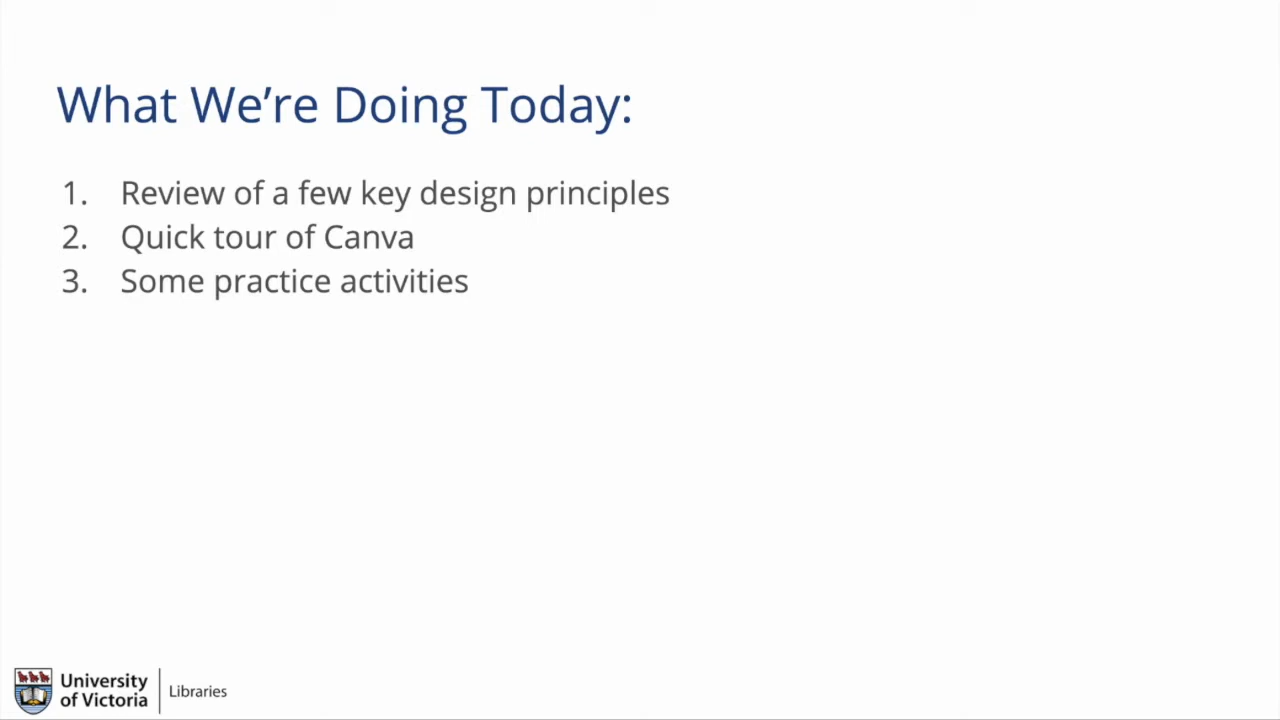 What We’re Doing Today:
1. Review of a few key design principles
2. Quick tour of Canva
3. Some practice activities
University
of Victoria
Libraries